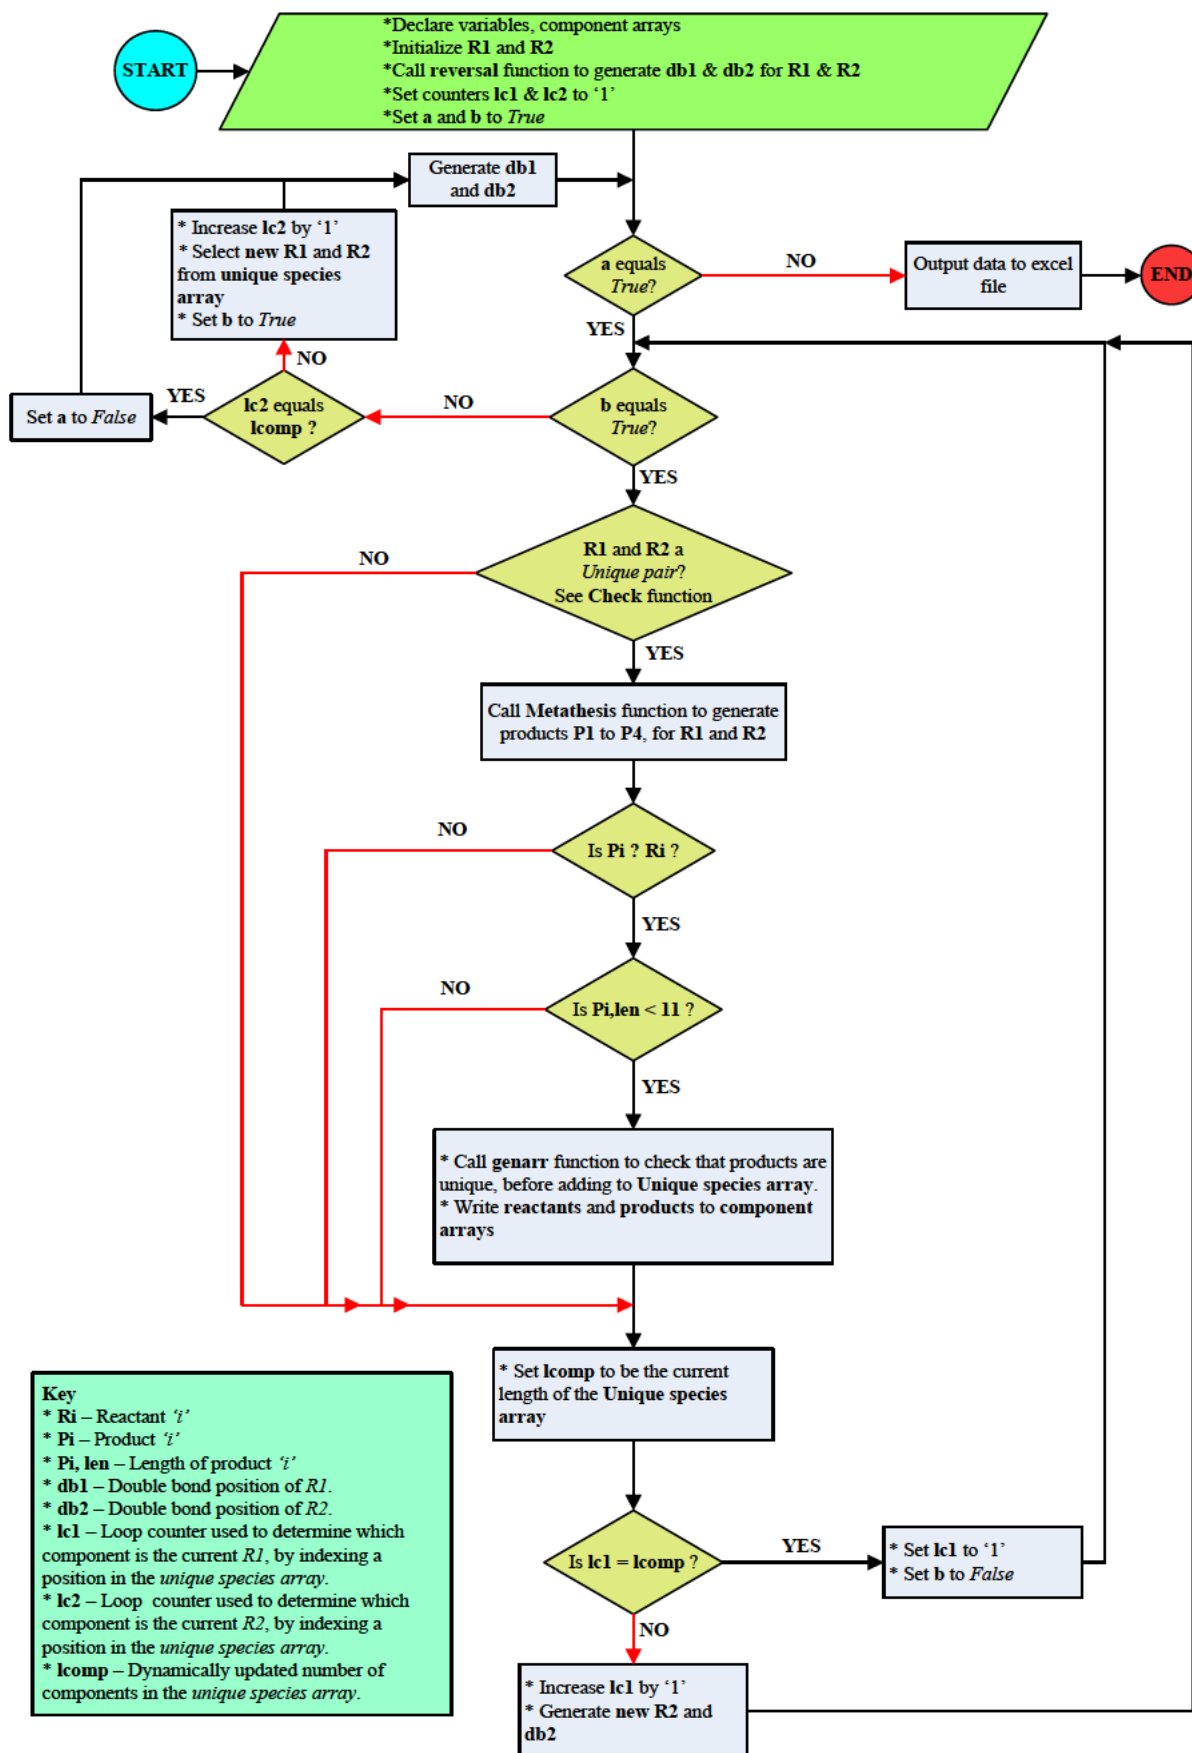 START
*Declare variables, component arrays
*Initialize R1 and R2
*Call reversal function to generate db1 & db2 for R1 & R2
*Set counters lc1 & lc2 to ‘1’
*Set a and b to True
Generate db1
and db2
* Increase lc2 by ‘1’
* Select new R1 and R2
from unique species
array
* Set b to True
a equals
True?
NO
Output data to excel
file
END
YES
NO
YES
Set a to False
lc2 equals
lcomp ?
NO
b equals
True?
YES
NO
R1 and R2 a
Unique pair?
See Check function
YES
Call Metathesis function to generate
products P1 to P4, for R1 and R2
NO
Is Pi ? Ri ?
YES
NO
Is Pi,len < 11 ?
YES
* Call genarr function to check that products are
unique, before adding to Unique species array.
* Write reactants and products to component
arrays
* Set lcomp to be the current
length of the Unique species
array
Is lc1 = lcomp ?
YES
* Set lc1 to ‘1’
* Set b to False
NO
* Increase lc1 by ‘1’
* Generate new R2 and
db2
Key
* Ri – Reactant ‘i’
* Pi – Product ‘i’
* Pi, len – Length of product ‘i’
* db1 – Double bond position of R1.
* db2 – Double bond position of R2.
* lc1 – Loop counter used to determine which
component is the current R1, by indexing a
position in the unique species array.
* lc2 – Loop counter used to determine which
component is the current R2, by indexing a
position in the unique species array.
* lcomp – Dynamically updated number of
components in the unique species array.